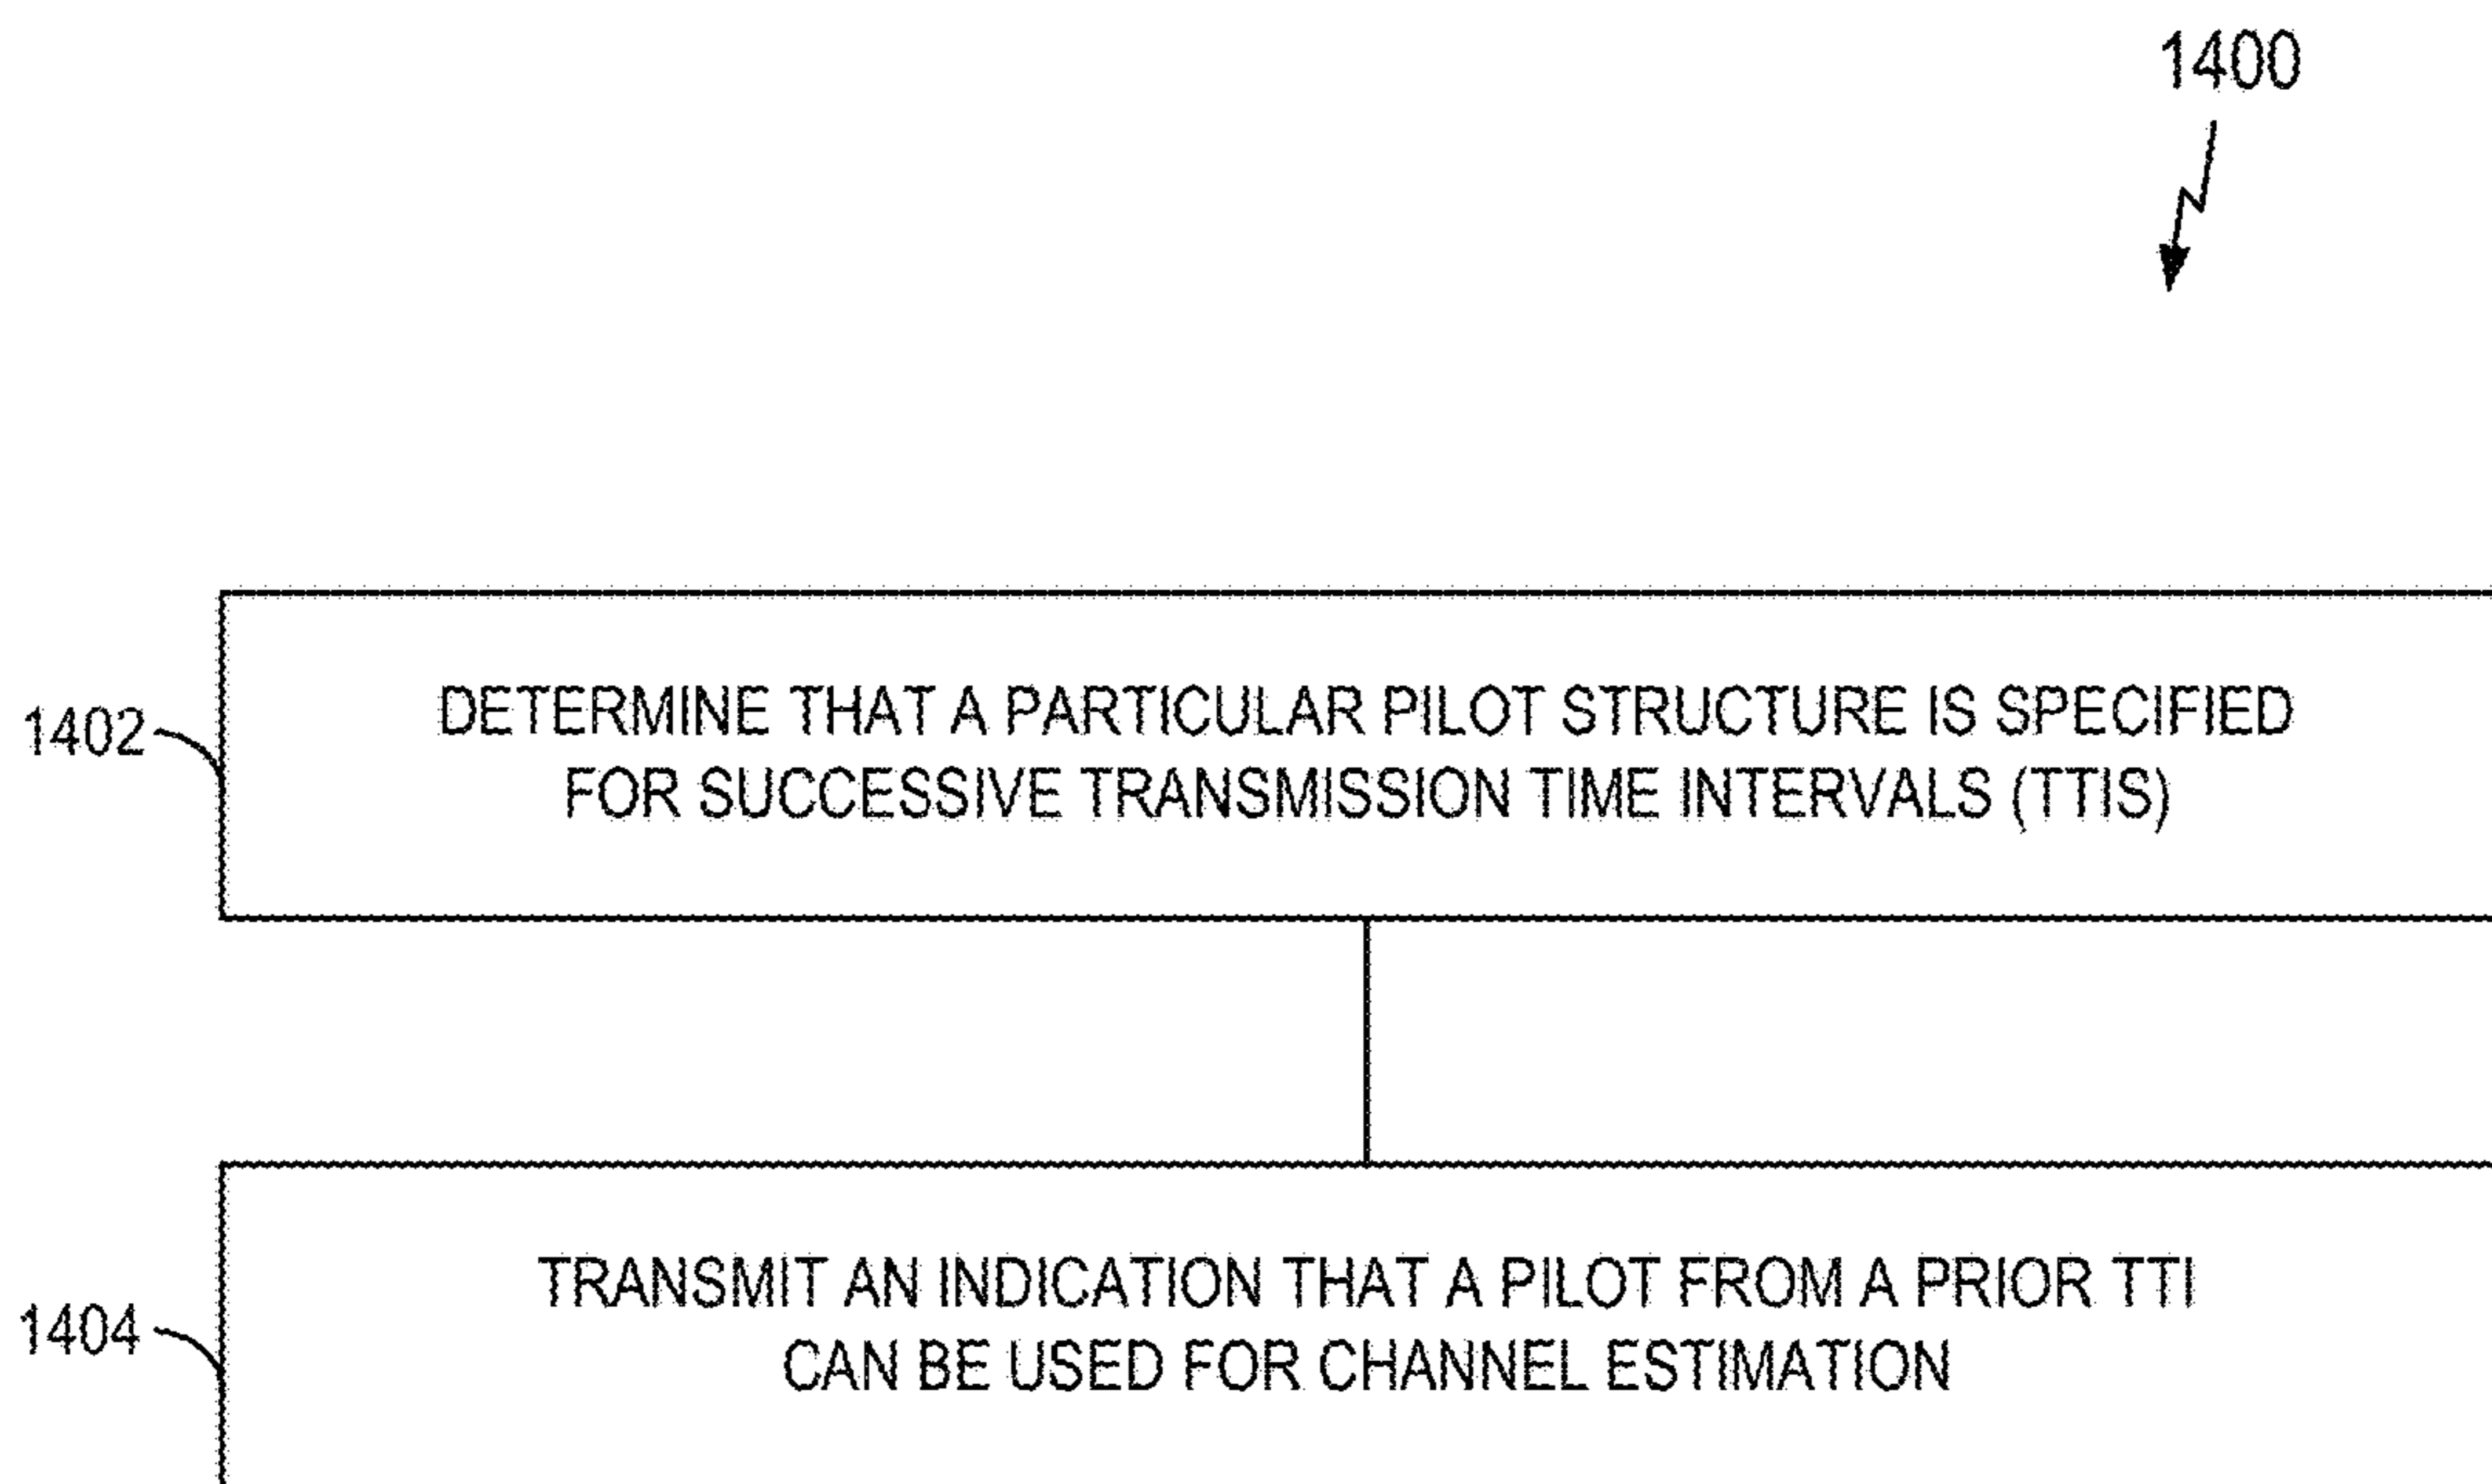 1400
1402
DETERMINE THAT A PARTICULAR PILOT STRUCTURE IS SPECIFIED
FOR SUCCESSIVE TRANSMISSION TIME INTERVALS (TTIS)
1404
TRANSMIT AN INDICATION THAT A PILOT FROM A PRIOR TTI
CAN BE USED FOR CHANNEL ESTIMATION